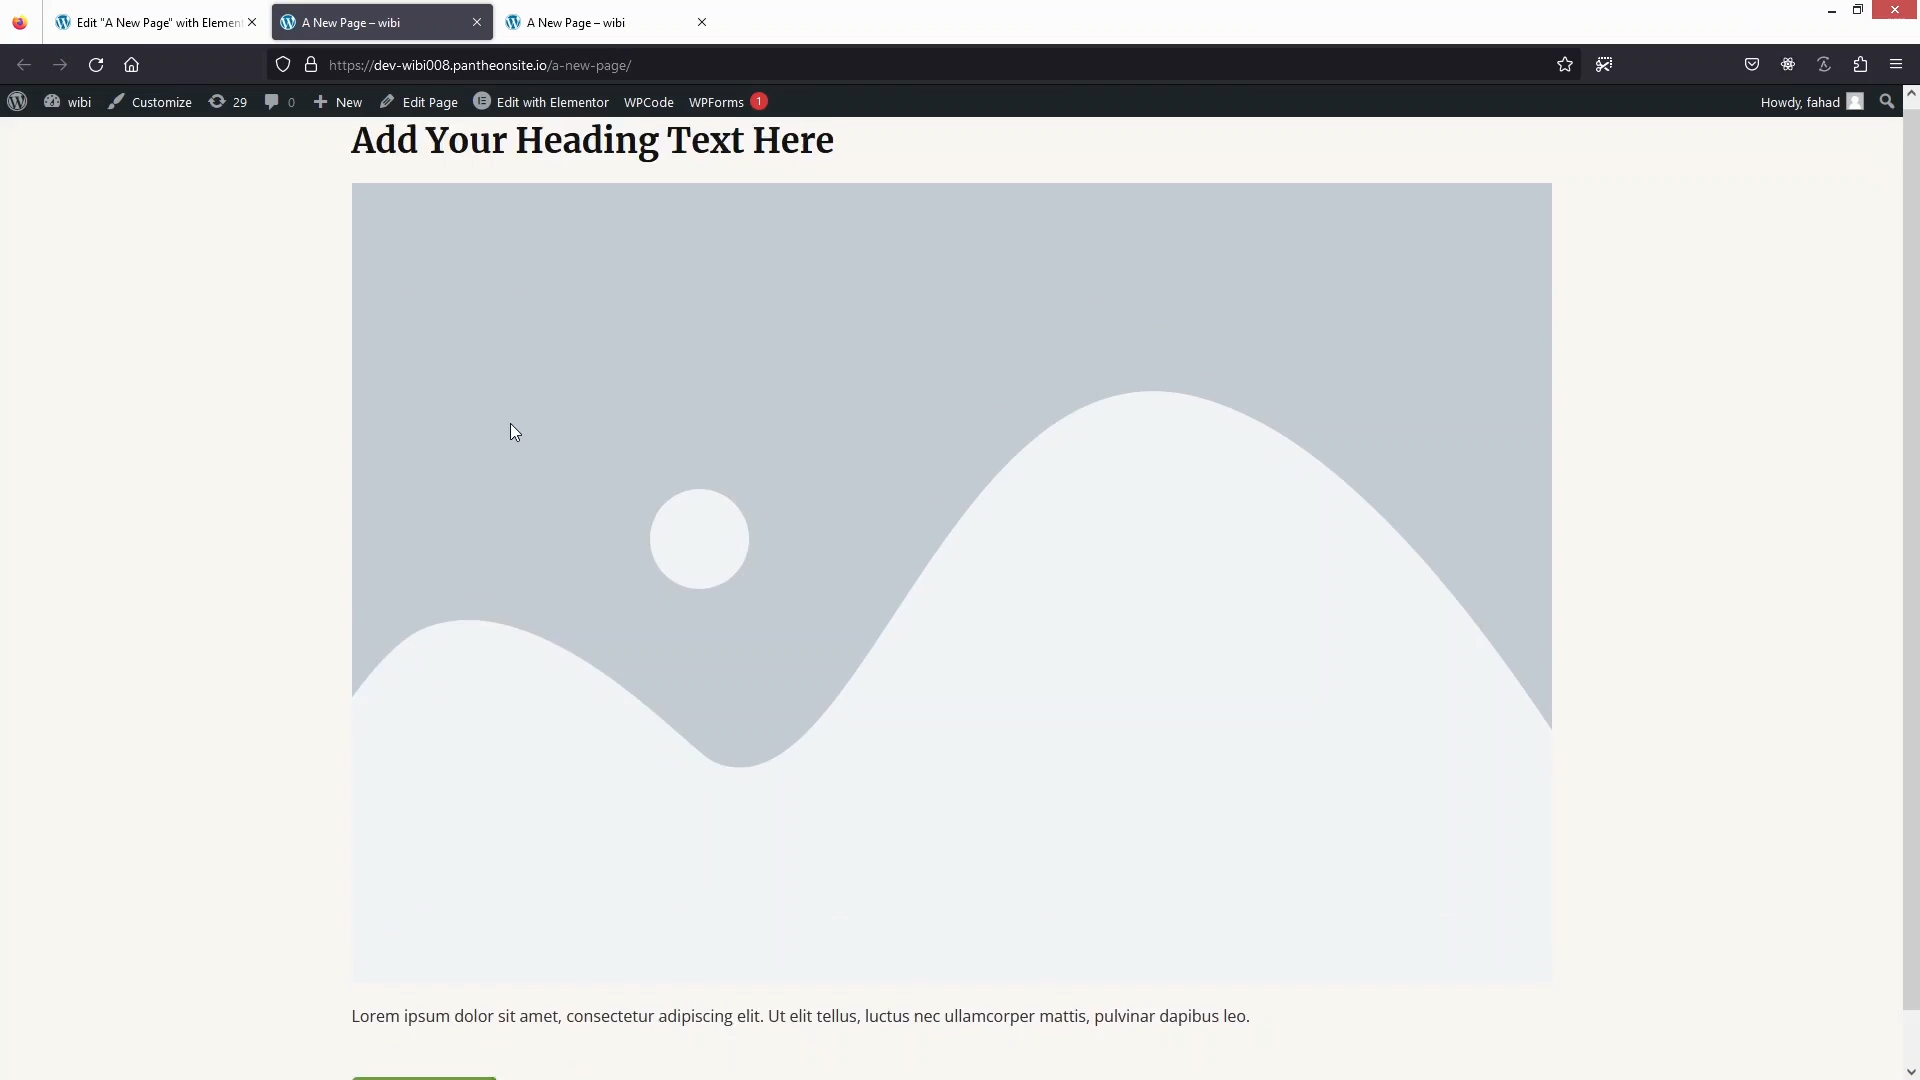 Edit "A New Page" with Elemen
A New Page – wibi
A New Page – wibi
https://dev-wibi008.pantheonsite.io/a-new-page/
wibi
Customize
29
0
New
Edit Page
Edit with Elementor
WPCode
WPForms
1
Howdy, fahad
Add Your Heading Text Here
Lorem ipsum dolor sit amet, consectetur adipiscing elit. Ut elit tellus, luctus nec ullamcorper mattis, pulvinar dapibus leo.